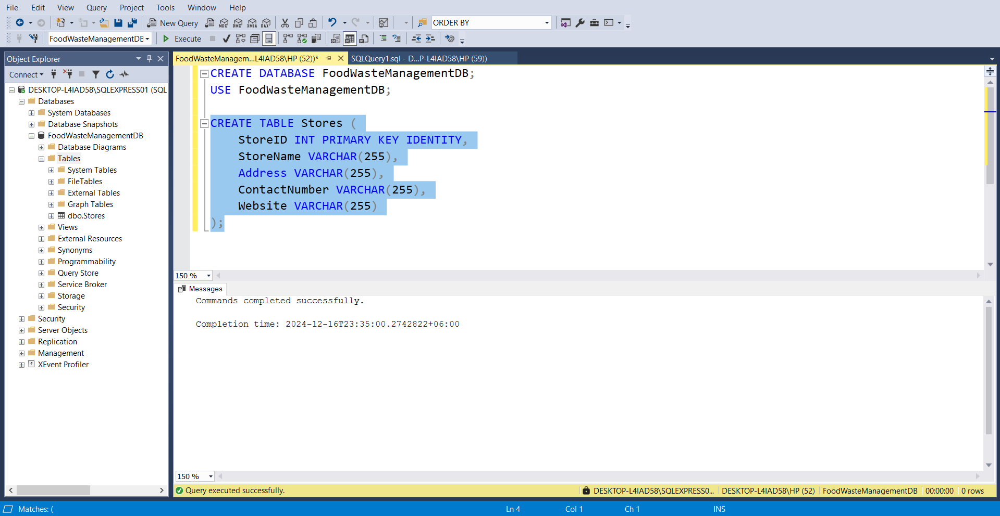 File Edit View Query Project Tools Window Help
New Query MDX DMX XMLA DAX ORDER BY
FoodWasteManagementDB Execute
Object Explorer
Connect
DESKTOP-L4IAD58\SQLEXPRESS01 (SQL
Databases
System Databases
Database Snapshots
FoodWasteManagementDB
Database Diagrams
Tables
System Tables
FileTables
External Tables
Graph Tables
dbo.Stores
Views
External Resources
Synonyms
Programmability
Query Store
Service Broker
Storage
Security
Security
Server Objects
Replication
Management
XEvent Profiler
FoodWasteManagem...L4IAD58\HP (52))* SQLQuery1.sql - D...P-L4IAD58\HP (59))
CREATE DATABASE FoodWasteManagementDB;
USE FoodWasteManagementDB;
CREATE TABLE Stores (
StoreID INT PRIMARY KEY IDENTITY,
StoreName VARCHAR(255),
Address VARCHAR(255),
ContactNumber VARCHAR(255),
Website VARCHAR(255)
);
150 %
Messages
Commands completed successfully.
Completion time: 2024-12-16T23:35:00.2742822+06:00
150 %
Query executed successfully. DESKTOP-L4IAD58\SQLEXPRESS0... DESKTOP-L4IAD58\HP (52) FoodWasteManagementDB 00:00:00 0 rows
Matches: ( Ln 4 Col 1 Ch 1 INS